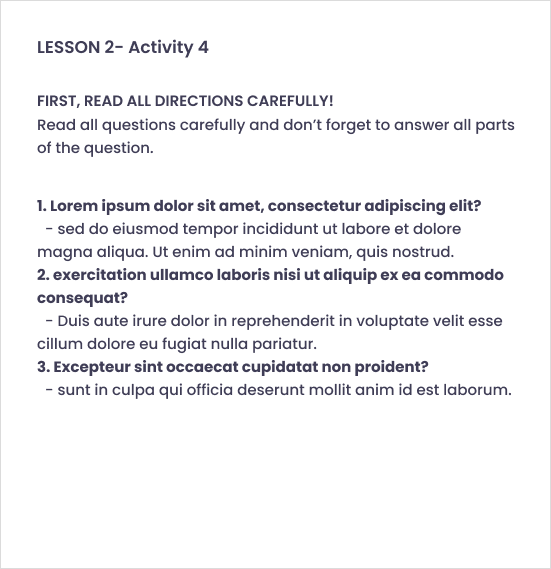 LESSON 2- Activity 4
FIRST, READ ALL DIRECTIONS CAREFULLY!
Read all questions carefully and don’t forget to answer all parts
of the question.
1. Lorem ipsum dolor sit amet, consectetur adipiscing elit?
- sed do eiusmod tempor incididunt ut labore et dolore
magna aliqua. Ut enim ad minim veniam, quis nostrud.
2. exercitation ullamco laboris nisi ut aliquip ex ea commodo
consequat?
- Duis aute irure dolor in reprehenderit in voluptate velit esse
cillum dolore eu fugiat nulla pariatur.
3. Excepteur sint occaecat cupidatat non proident?
- sunt in culpa qui officia deserunt mollit anim id est laborum.